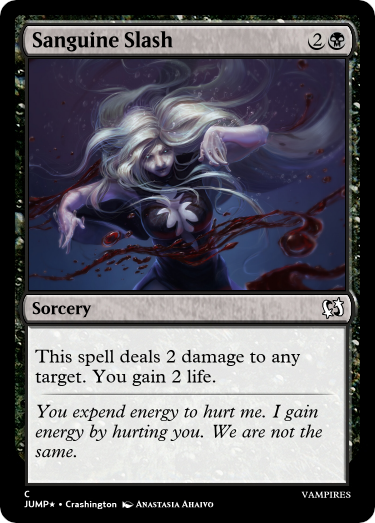 Sanguine Slash 2
Sorcery
This spell deals 2 damage to any
target. You gain 2 life.
You expend energy to hurt me. I gain
energy by hurting you. We are not the
same.
C VAMPIRES
JUMP★ • Crashington Anastasia Ahaivo